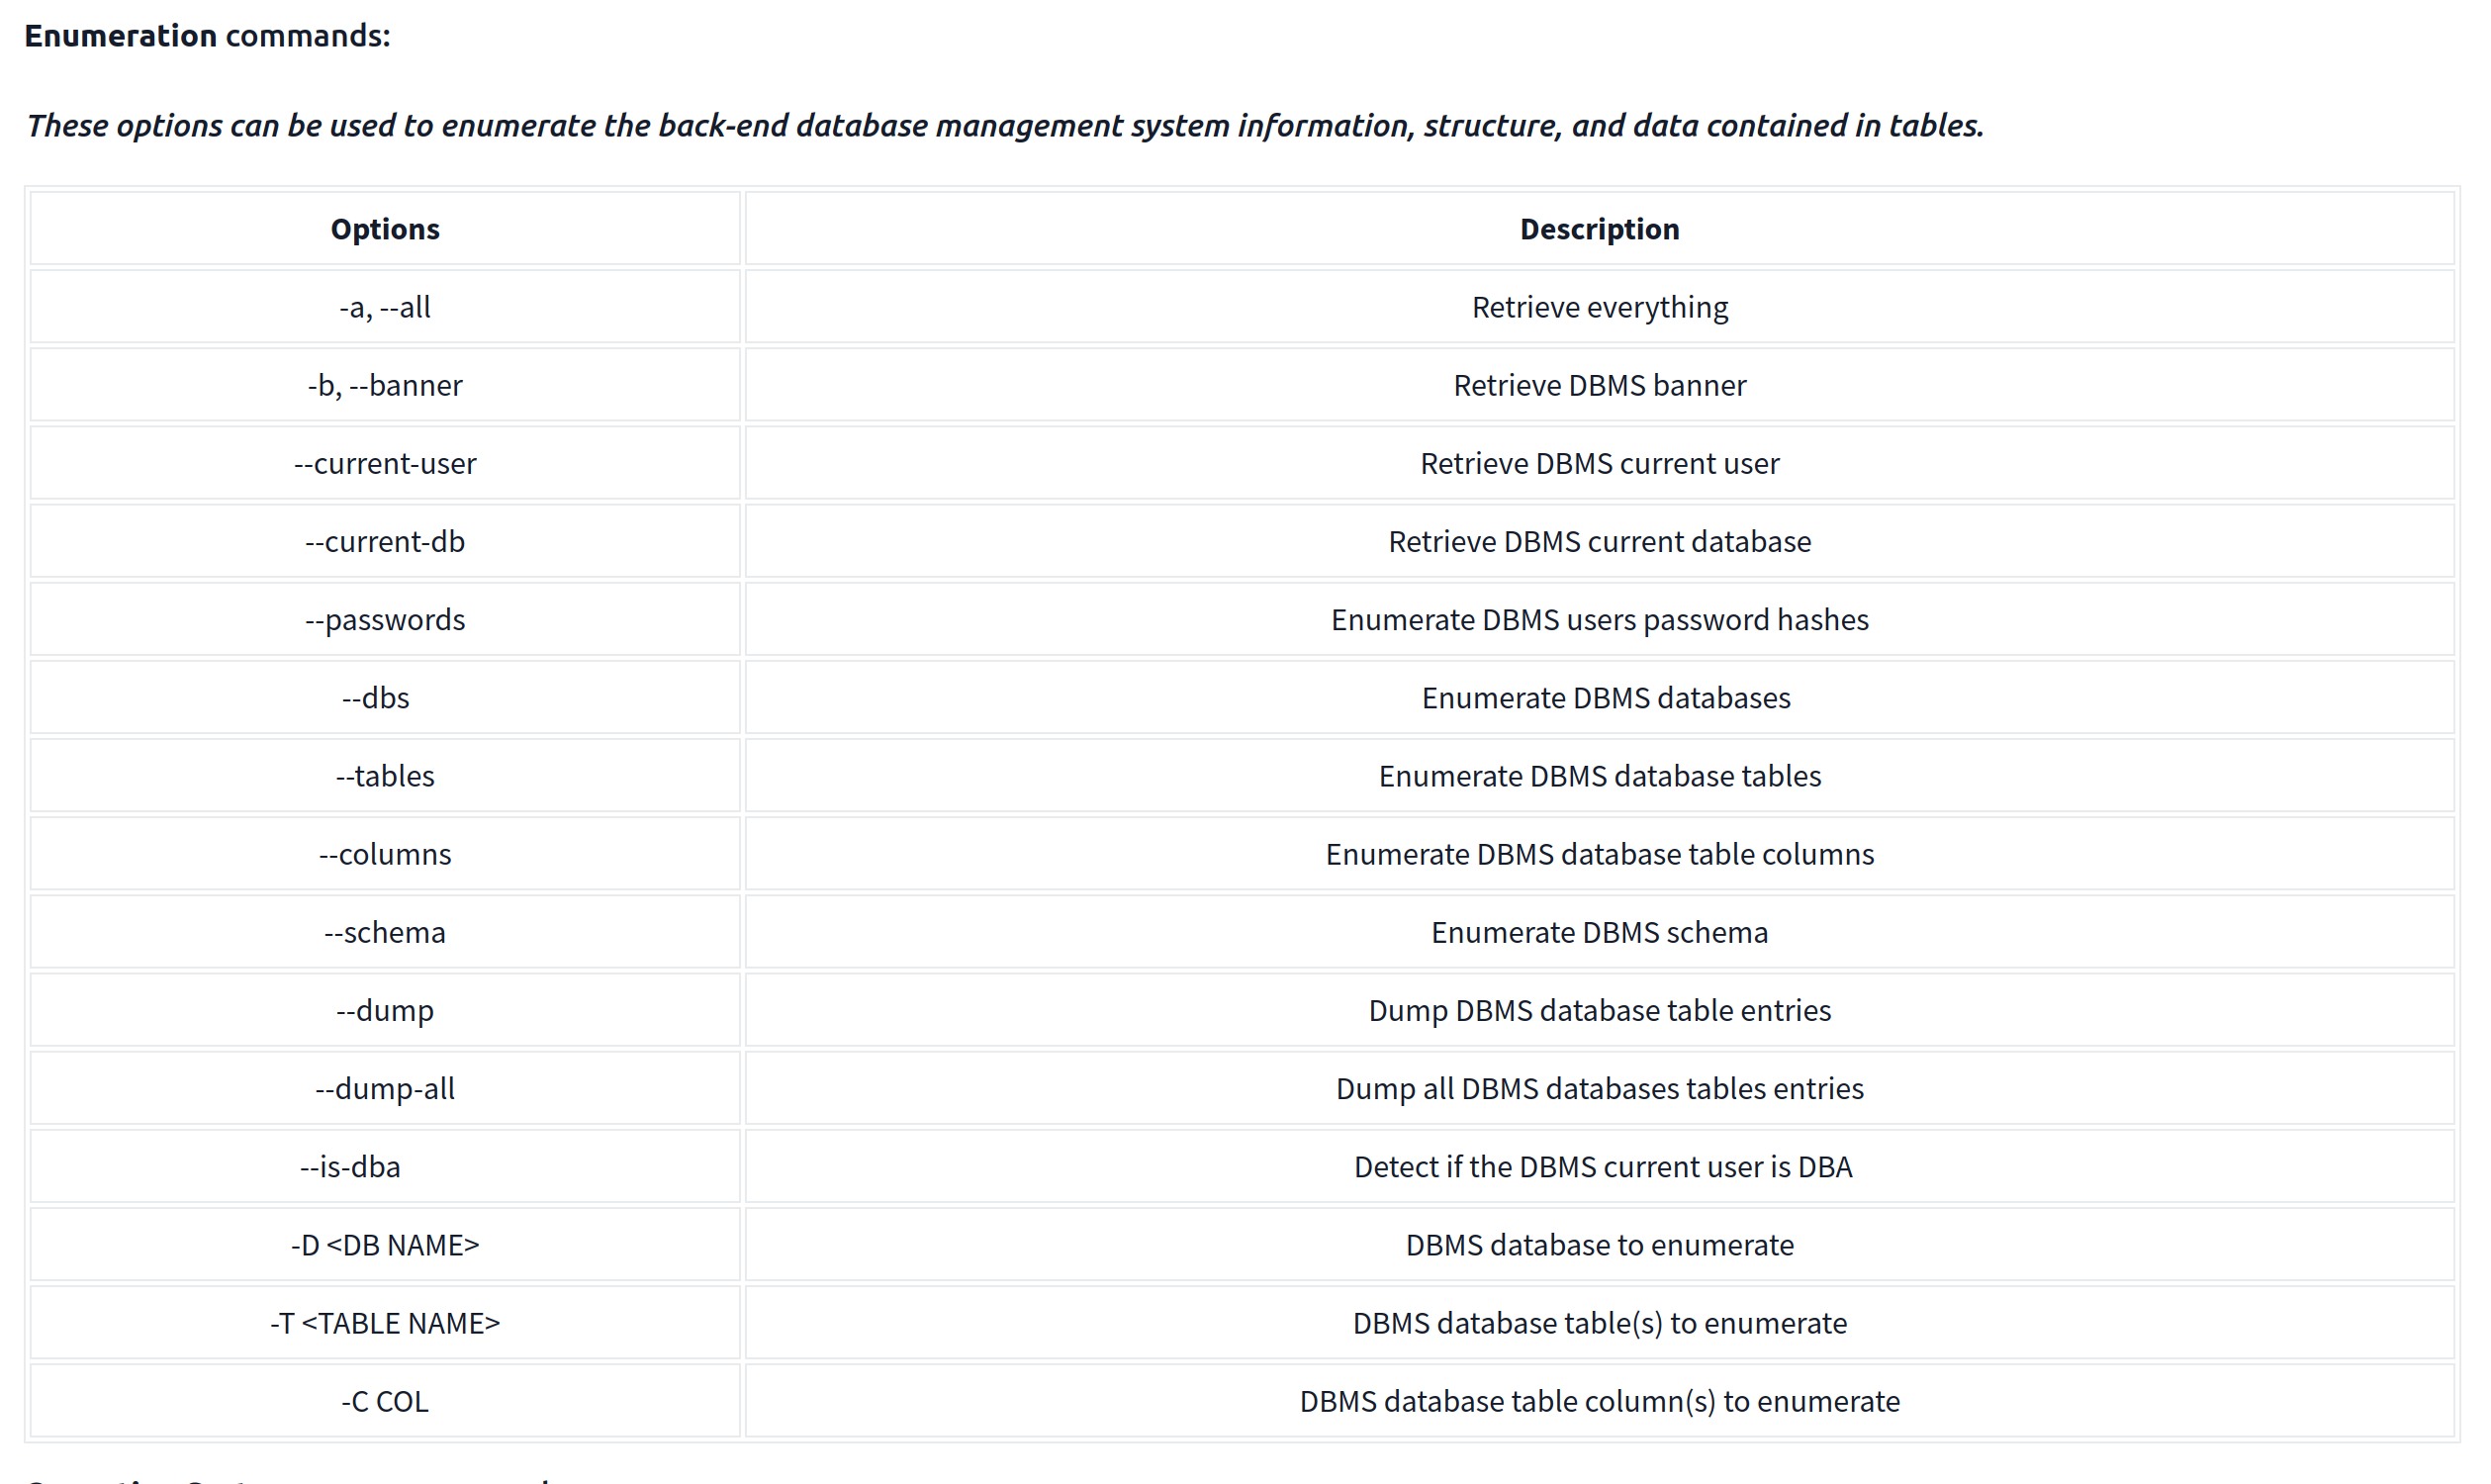 Enumeration commands:
These options can be used to enumerate the back-end database management system information, structure, and data contained in tables.
Options Description
-a, --all Retrieve everything
-b, --banner Retrieve DBMS banner
--current-user Retrieve DBMS current user
--current-db Retrieve DBMS current database
--passwords Enumerate DBMS users password hashes
--dbs Enumerate DBMS databases
--tables Enumerate DBMS database tables
--columns Enumerate DBMS database table columns
--schema Enumerate DBMS schema
--dump Dump DBMS database table entries
--dump-all Dump all DBMS databases tables entries
--is-dba Detect if the DBMS current user is DBA
-D <DB NAME> DBMS database to enumerate
-T <TABLE NAME> DBMS database table(s) to enumerate
-C COL DBMS database table column(s) to enumerate